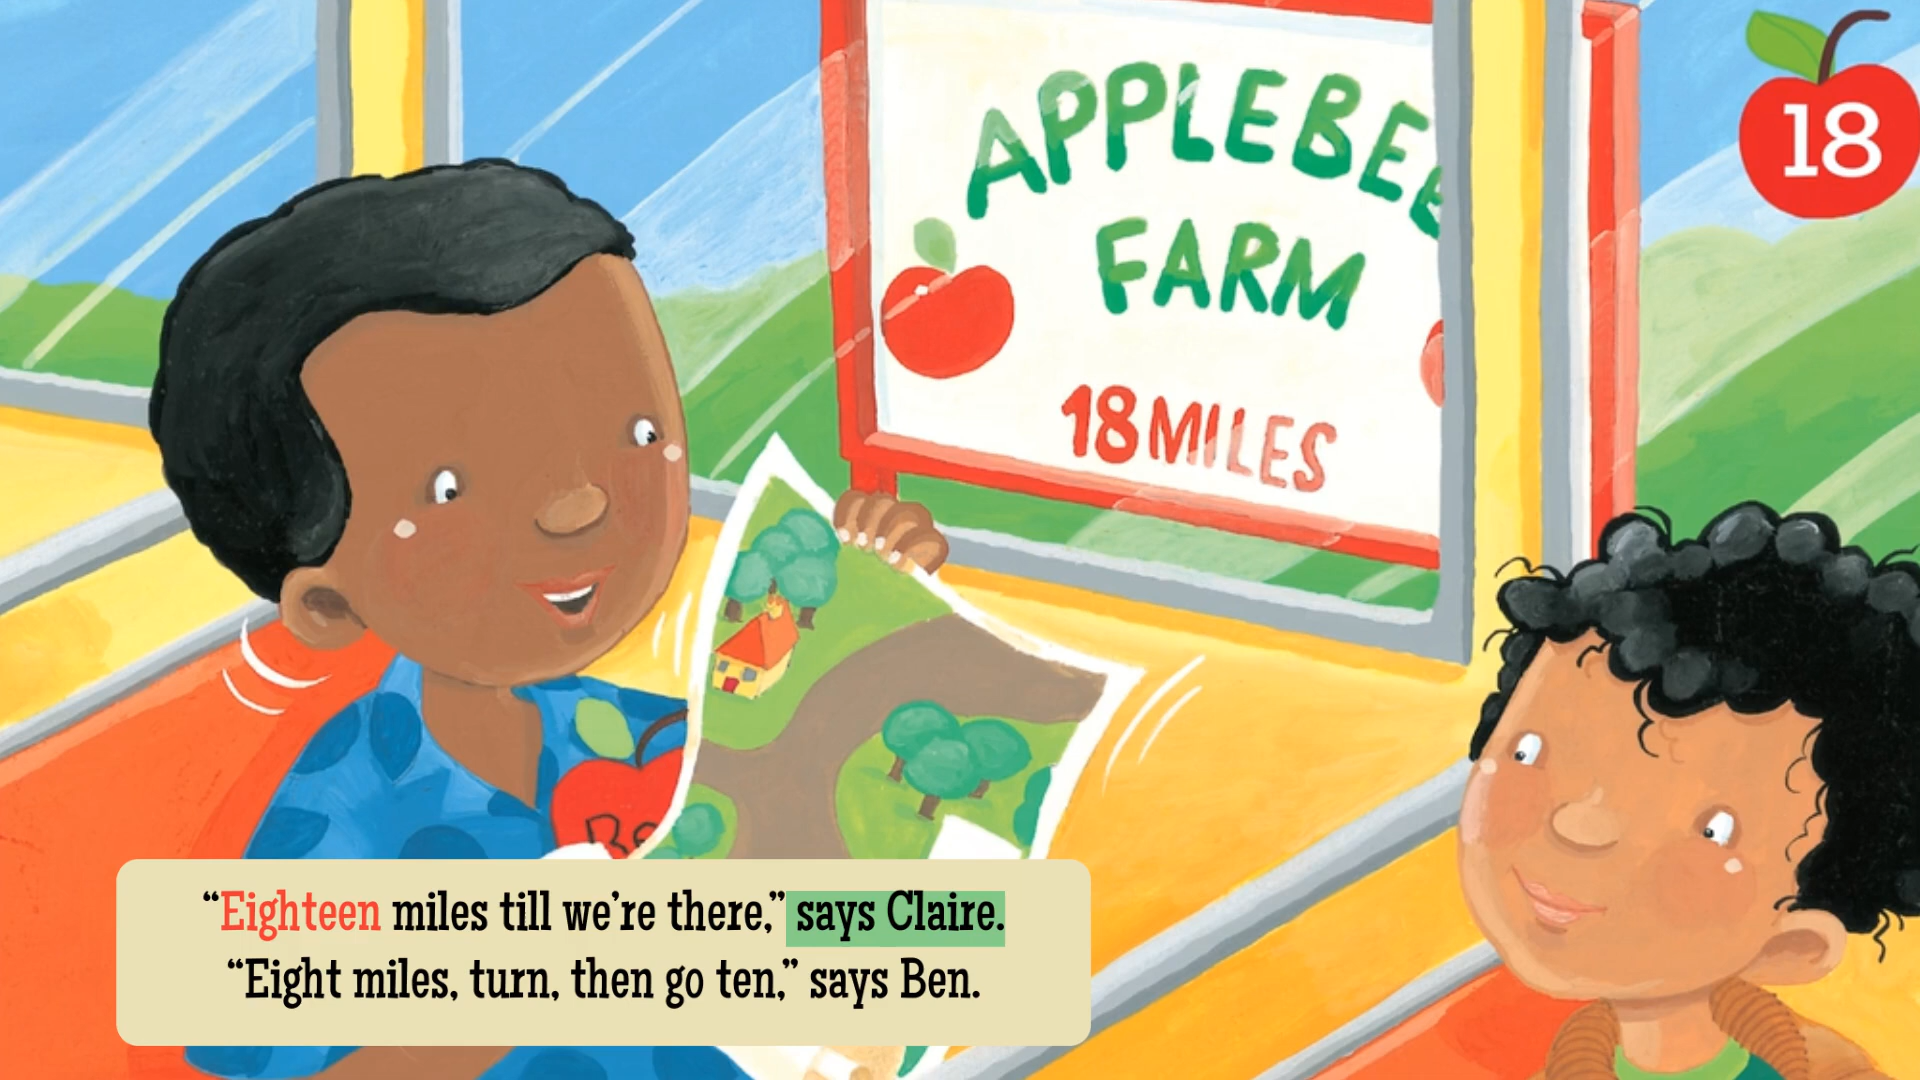 APPLEBEE
FARM
18 MILES
18
Be
“Eighteen miles till we’re there,” says Claire.
“Eight miles, turn, then go ten,” says Ben.